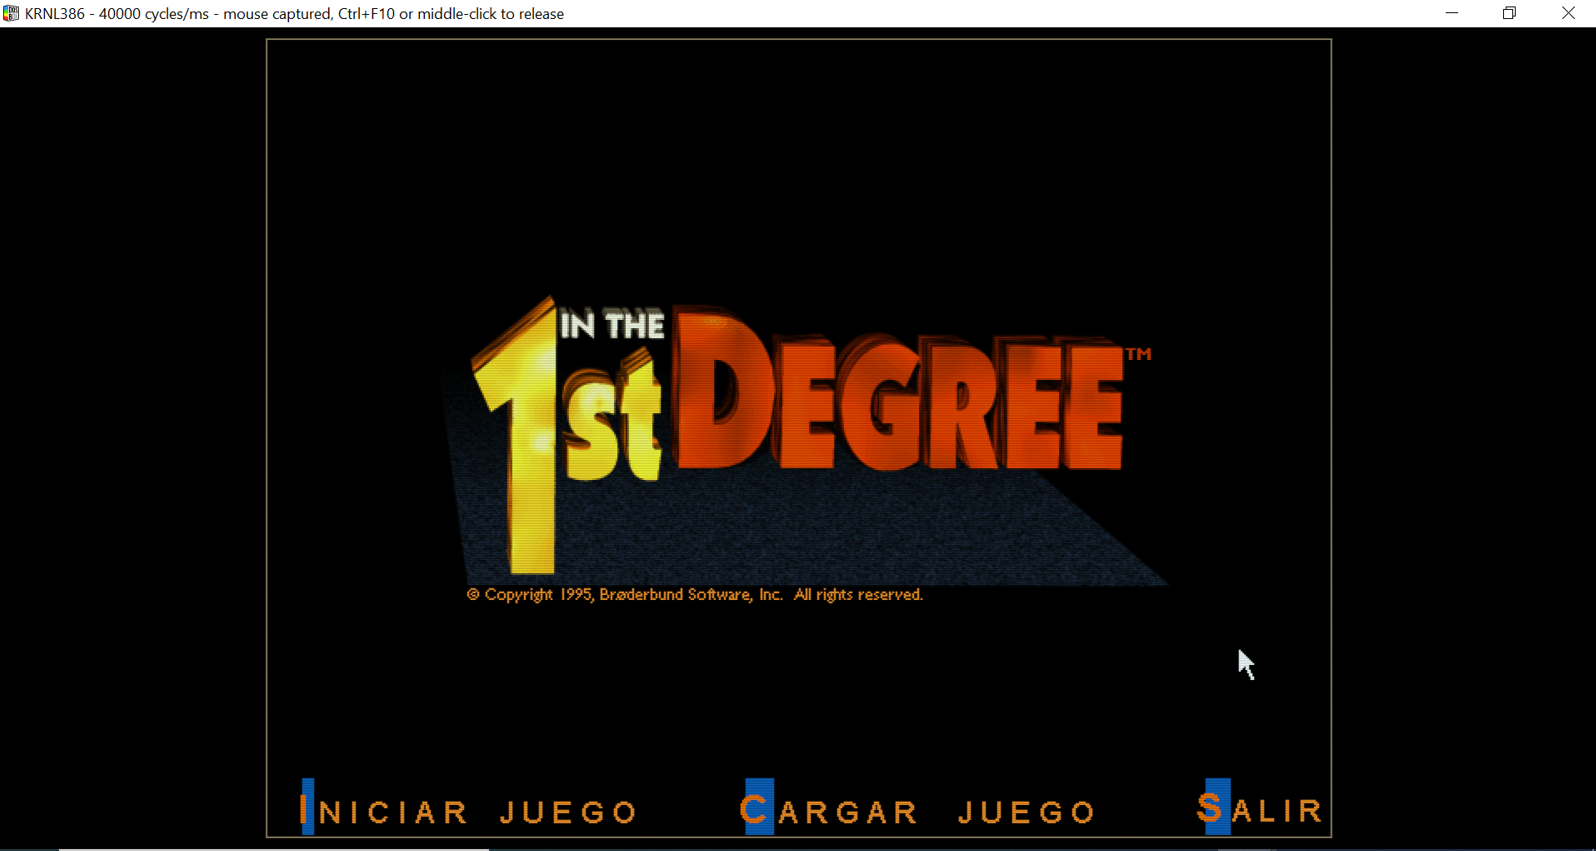 KRNL386 - 40000 cycles/ms - mouse captured, Ctrl+F10 or middle-click to release
IN THE
1st DEGREE™
© Copyright 1995, Brøderbund Software, Inc. All rights reserved.
INICIAR JUEGO CARGAR JUEGO SALIR